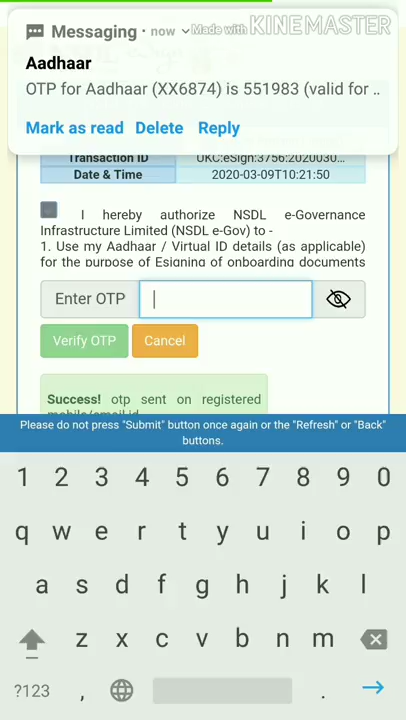 Messaging · now
Made with KINEMASTER
Aadhaar
OTP for Aadhaar (XX6874) is 551983 (valid for ..
Mark as read Delete Reply
Transaction ID UKC:eSign:3756:2020030...
Date & Time 2020-03-09T10:21:50
I hereby authorize NSDL e-Governance
Infrastructure Limited (NSDL e-Gov) to -
1. Use my Aadhaar / Virtual ID details (as applicable)
for the purpose of Esigning of onboarding documents
Enter OTP
Verify OTP Cancel
Success! otp sent on registered
mobile/email id
Please do not press "Submit" button once again or the "Refresh" or "Back"
buttons.
1 2 3 4 5 6 7 8 9 0
q w e r t y u i o p
a s d f g h j k l
z x c v b n m
?123 , .